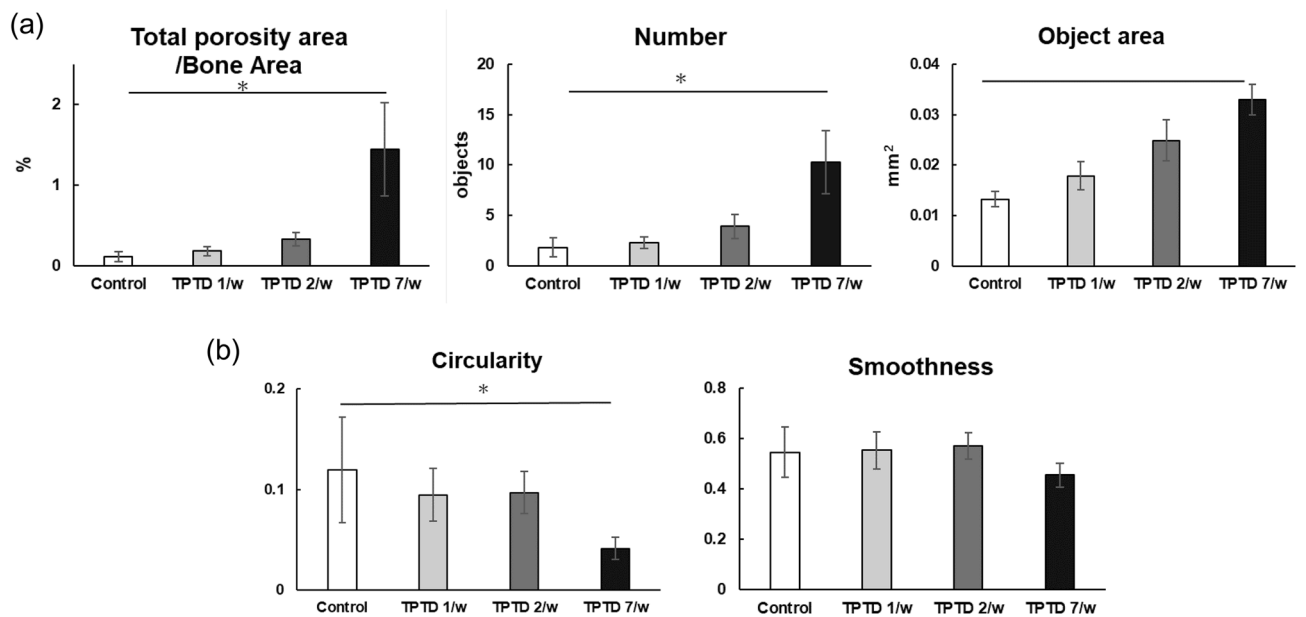 (a)
Total porosity area
/Bone Area
*
2
1
0
%
Control TPTD 1/w TPTD 2/w TPTD 7/w
Number
*
20
15
10
5
0
objects
Control TPTD 1/w TPTD 2/w TPTD 7/w
Object area
0.04
0.03
0.02
0.01
0
mm²
Control TPTD 1/w TPTD 2/w TPTD 7/w
(b)
Circularity
*
0.2
0.1
0
Control TPTD 1/w TPTD 2/w TPTD 7/w
Smoothness
0.8
0.6
0.4
0.2
0
Control TPTD 1/w TPTD 2/w TPTD 7/w